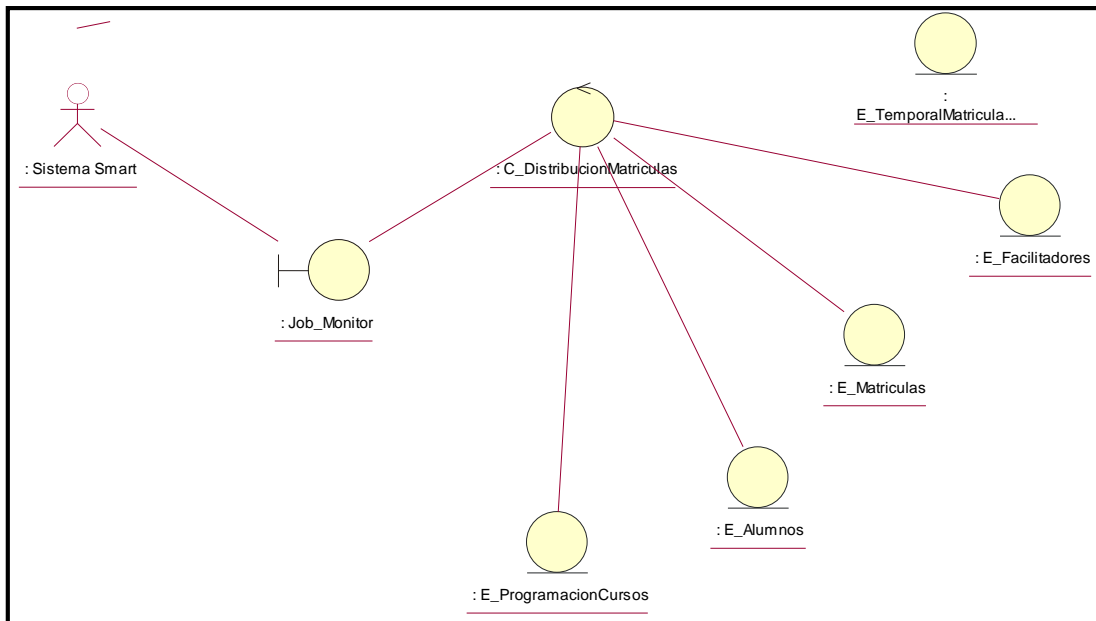 :
E_TemporalMatricula...
: Sistema Smart
: C_DistribucionMatriculas
: E_Facilitadores
: Job_Monitor
: E_Matriculas
: E_Alumnos
: E_ProgramacionCursos